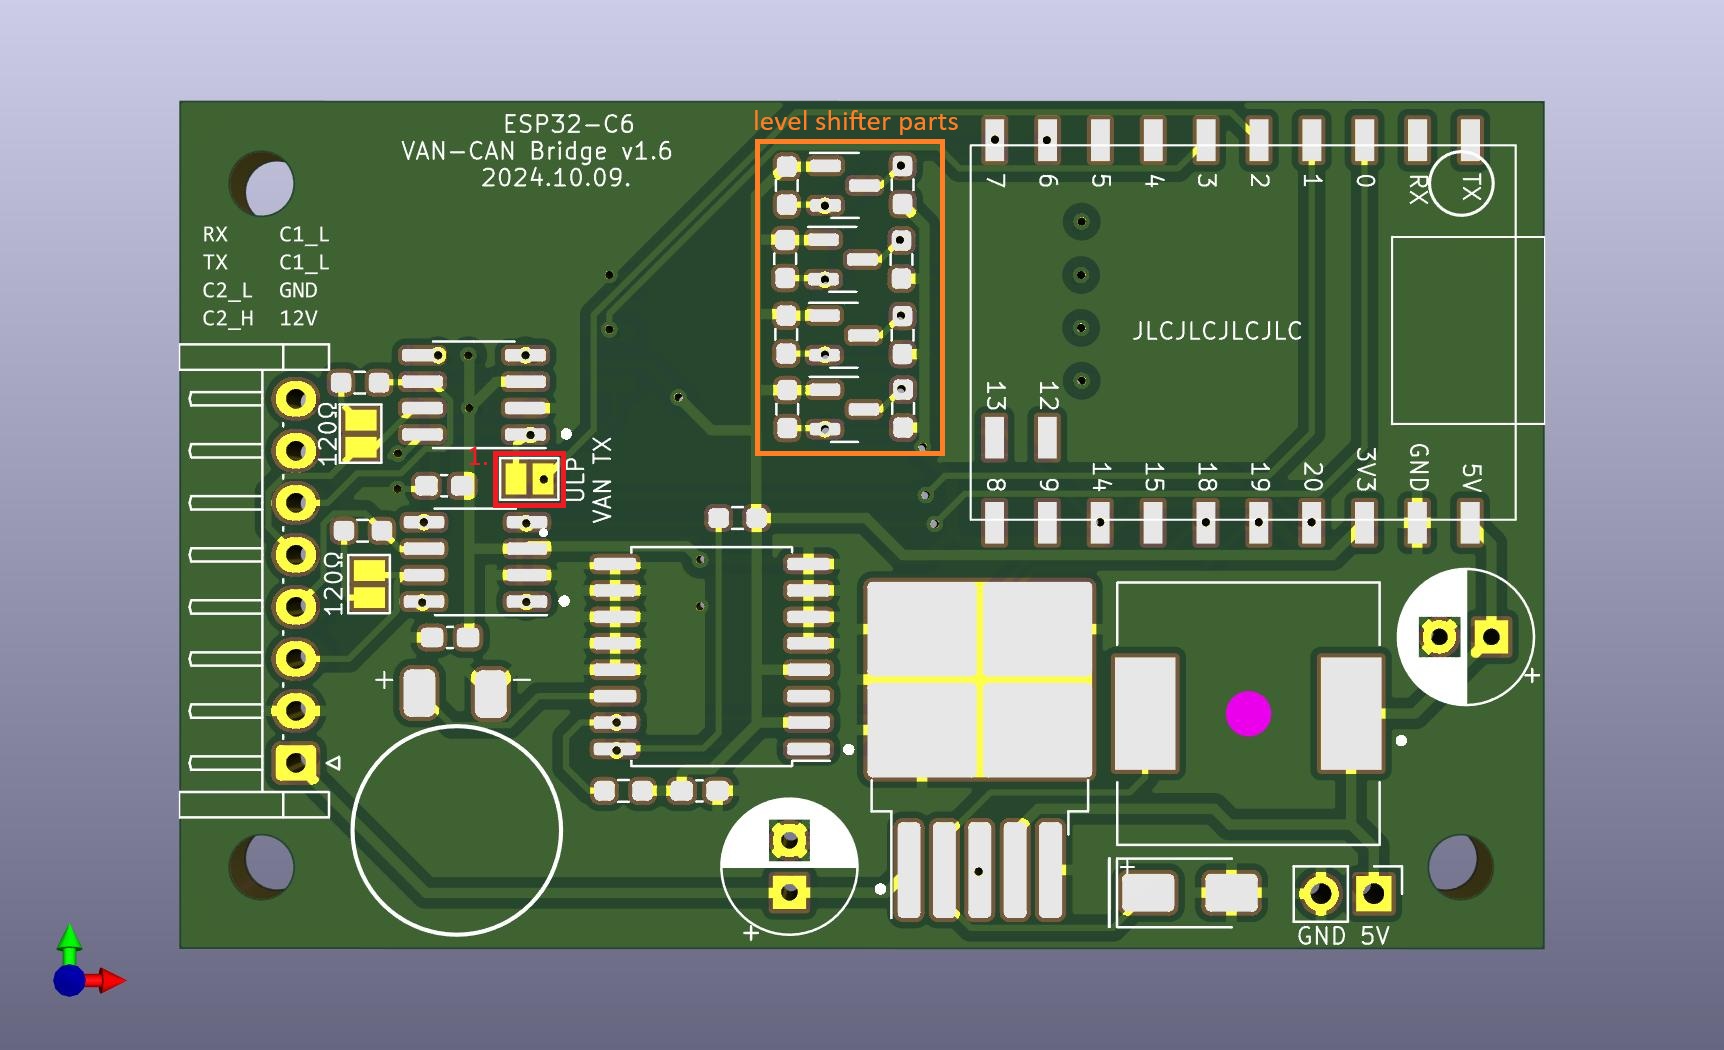 level shifter parts
ESP32-C6
VAN-CAN Bridge v1.6
2024.10.09.
RX C1_L
TX C1_L
C2_L GND
C2_H 12V
7 6 5 4 3 2 1 0 RX TX
JLCJLCJLCJLC
13 12
120Ω
1.
ULP
VAN TX
8 9 14 15 18 19 20 3V3 GND 5V
120Ω
+ −
+
+
+
GND 5V